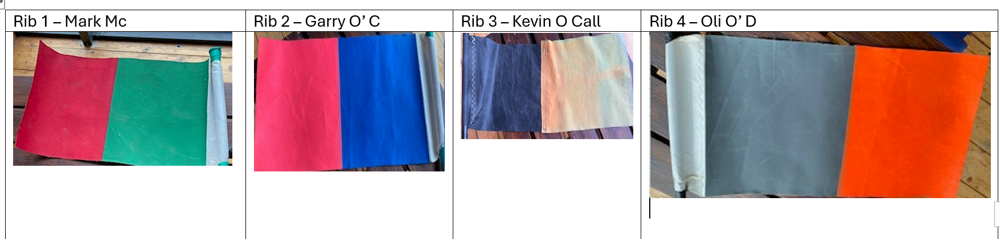 Rib 1 – Mark Mc
Rib 2 – Garry O’ C
Rib 3 – Kevin O Call
Rib 4 – Oli O’ D